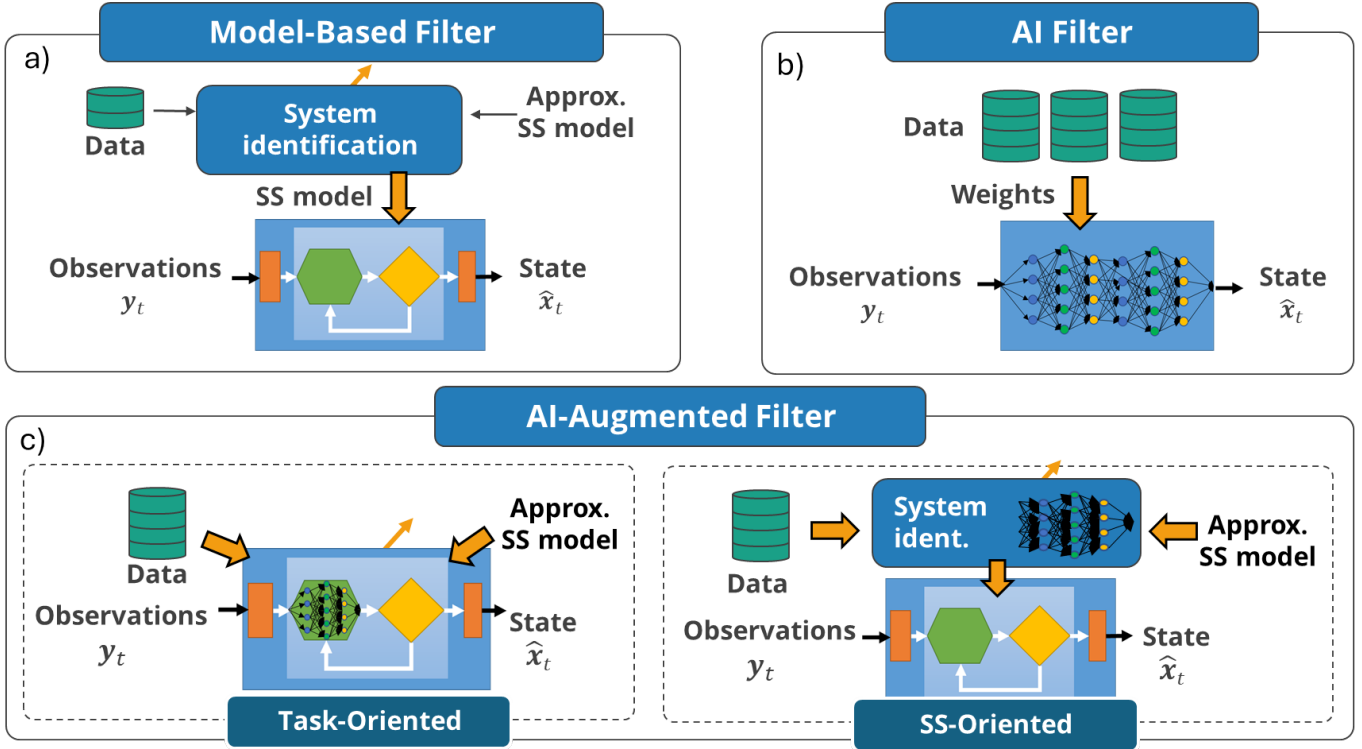 Model-Based Filter
a)
Data
System
identification
Approx.
SS model
SS model
Observations
y_t
State
x̂_t
AI Filter
b)
Data
Weights
Observations
y_t
State
x̂_t
AI-Augmented Filter
c)
Data
Approx.
SS model
Observations
y_t
State
x̂_t
Task-Oriented
Data
System
ident.
Approx.
SS model
Observations
y_t
State
x̂_t
SS-Oriented